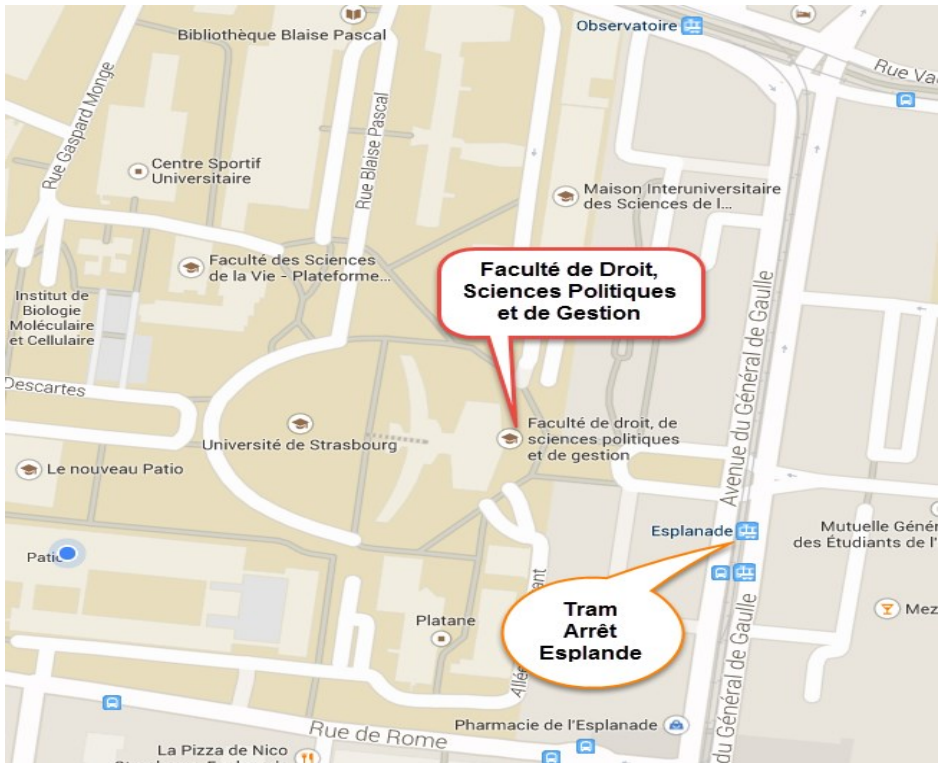 Observatoire
Bibliothèque Blaise Pascal
Rue Va
Rue Gaspard Monge
Rue Blaise Pascal
Centre Sportif
Universitaire
Maison Interuniversitaire
des Sciences de l...
Faculté des Sciences
de la Vie - Plateforme...
Faculté de Droit,
Sciences Politiques
et de Gestion
Institut de
Biologie
Moléculaire
et Cellulaire
Avenue du Général de Gaulle
Descartes
Faculté de droit, de
sciences politiques
et de gestion
Université de Strasbourg
Le nouveau Patio
Esplanade
Mutuelle Génér
des Étudiants de l'
Patio
Tram
Arrêt
Esplande
Mez
Platane
Allée
ant
du Général de Gaulle
Pharmacie de l'Esplanade
Rue de Rome
La Pizza de Nico